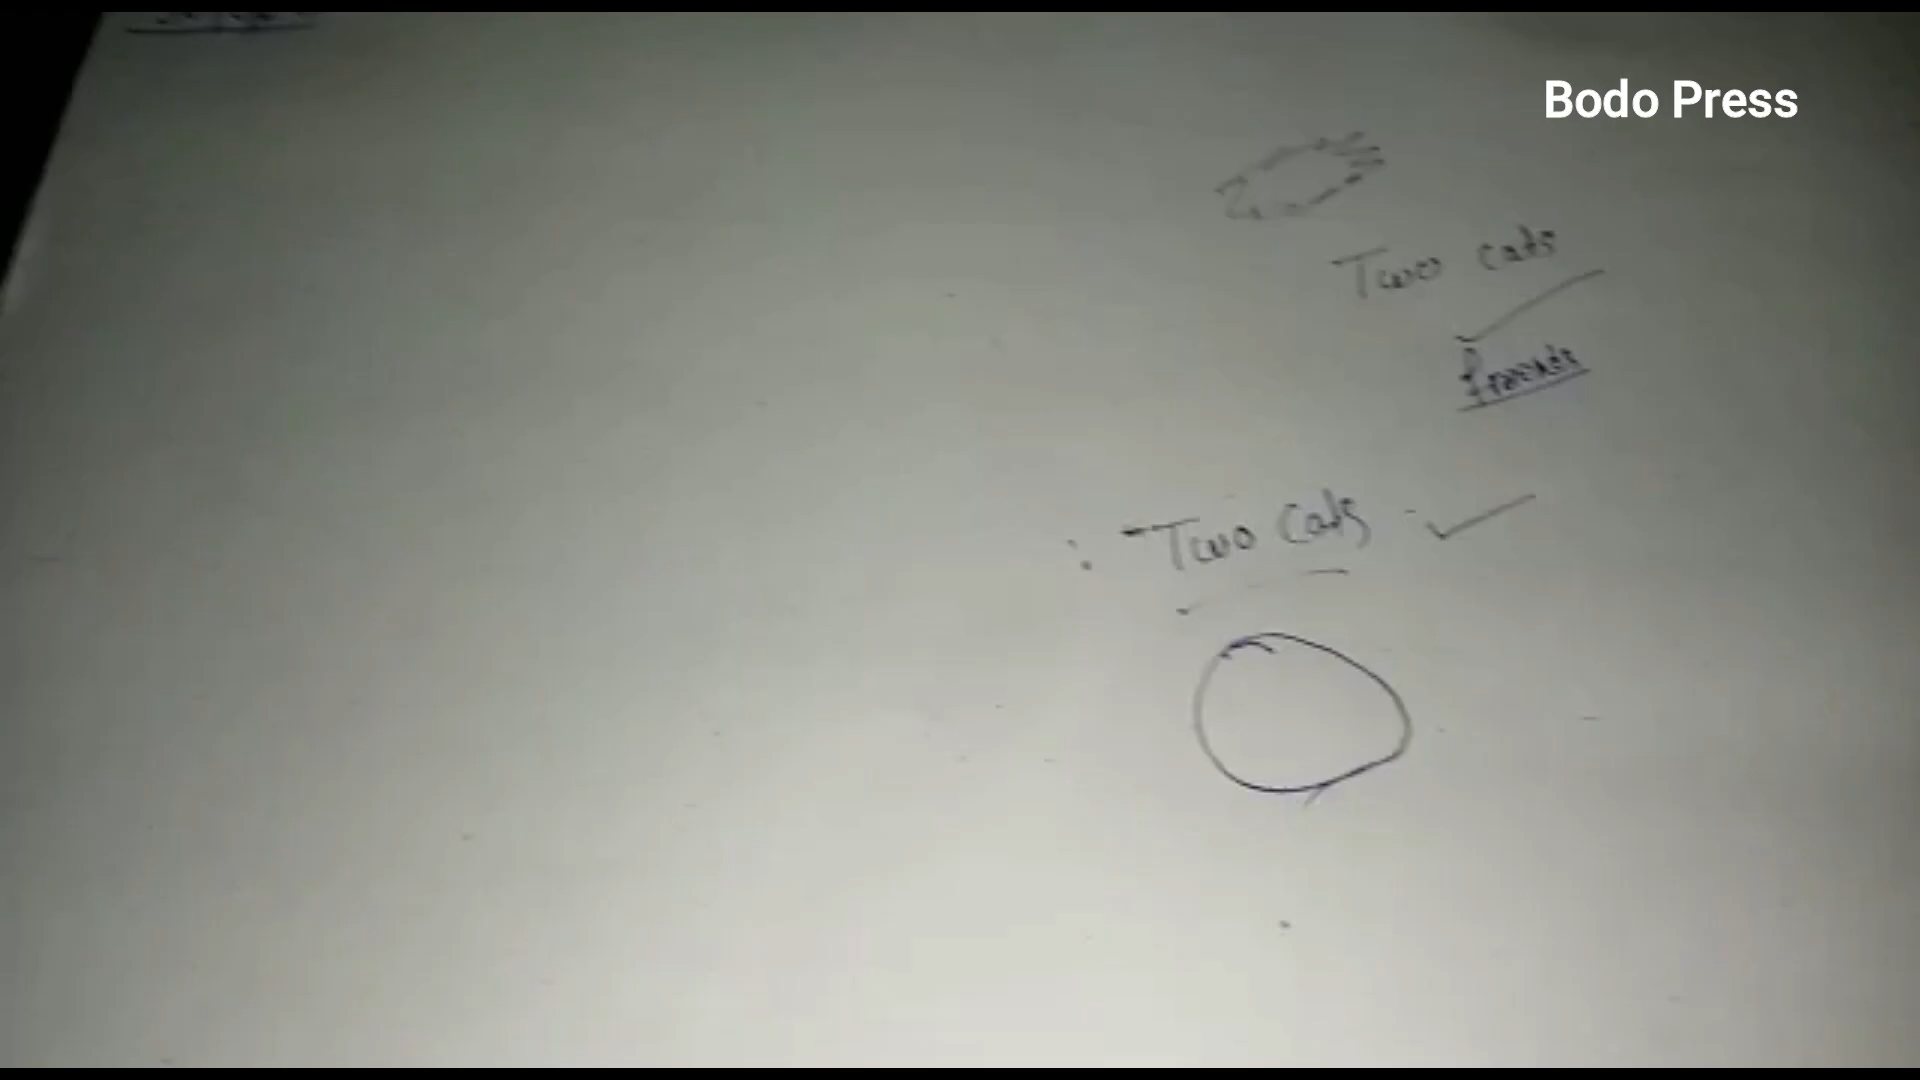 Bodo Press
Two cats
friends
: - Two Cats .